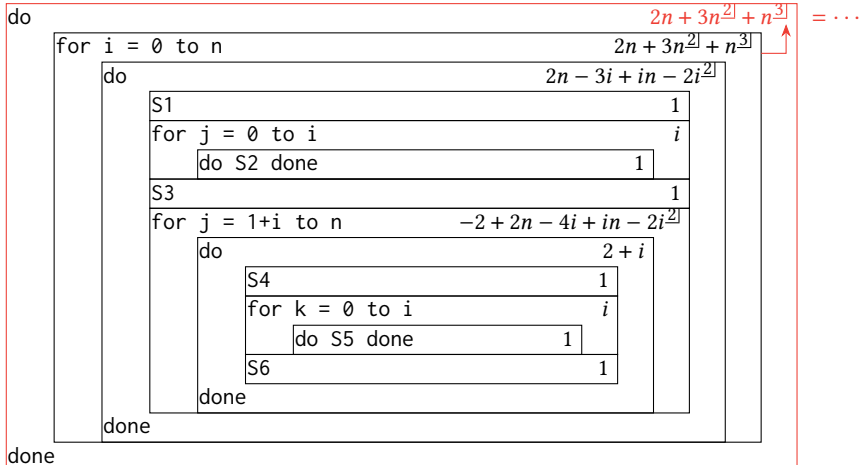 do 2n + 3n²⌋ + n³⌋ = ⋯
for i = 0 to n 2n + 3n²⌋ + n³⌋
do 2n − 3i + in − 2i²⌋
S1 1
for j = 0 to i i
do S2 done 1
S3 1
for j = 1+i to n −2 + 2n − 4i + in − 2i²⌋
do 2 + i
S4 1
for k = 0 to i i
do S5 done 1
S6 1
done
done
done